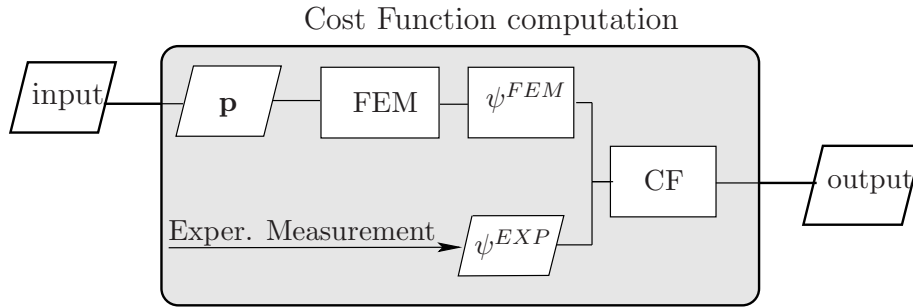 Cost Function computation
input
p
FEM
ψ^{FEM}
CF
output
Exper. Measurement
ψ^{EXP}